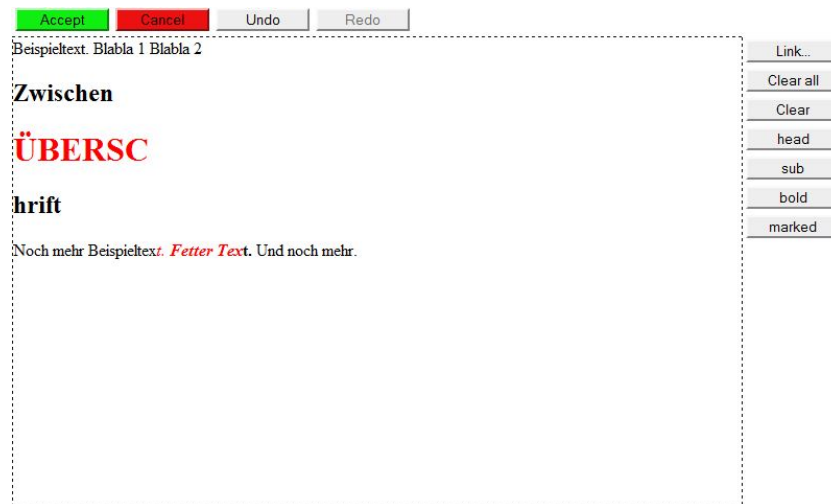 Accept Cancel Undo Redo
Beispieltext. Blabla 1 Blabla 2
Link...
Clear all
Zwischen
Clear
head
ÜBERSC
sub
bold
hrift
marked
Noch mehr Beispieltext. Fetter Text. Und noch mehr.